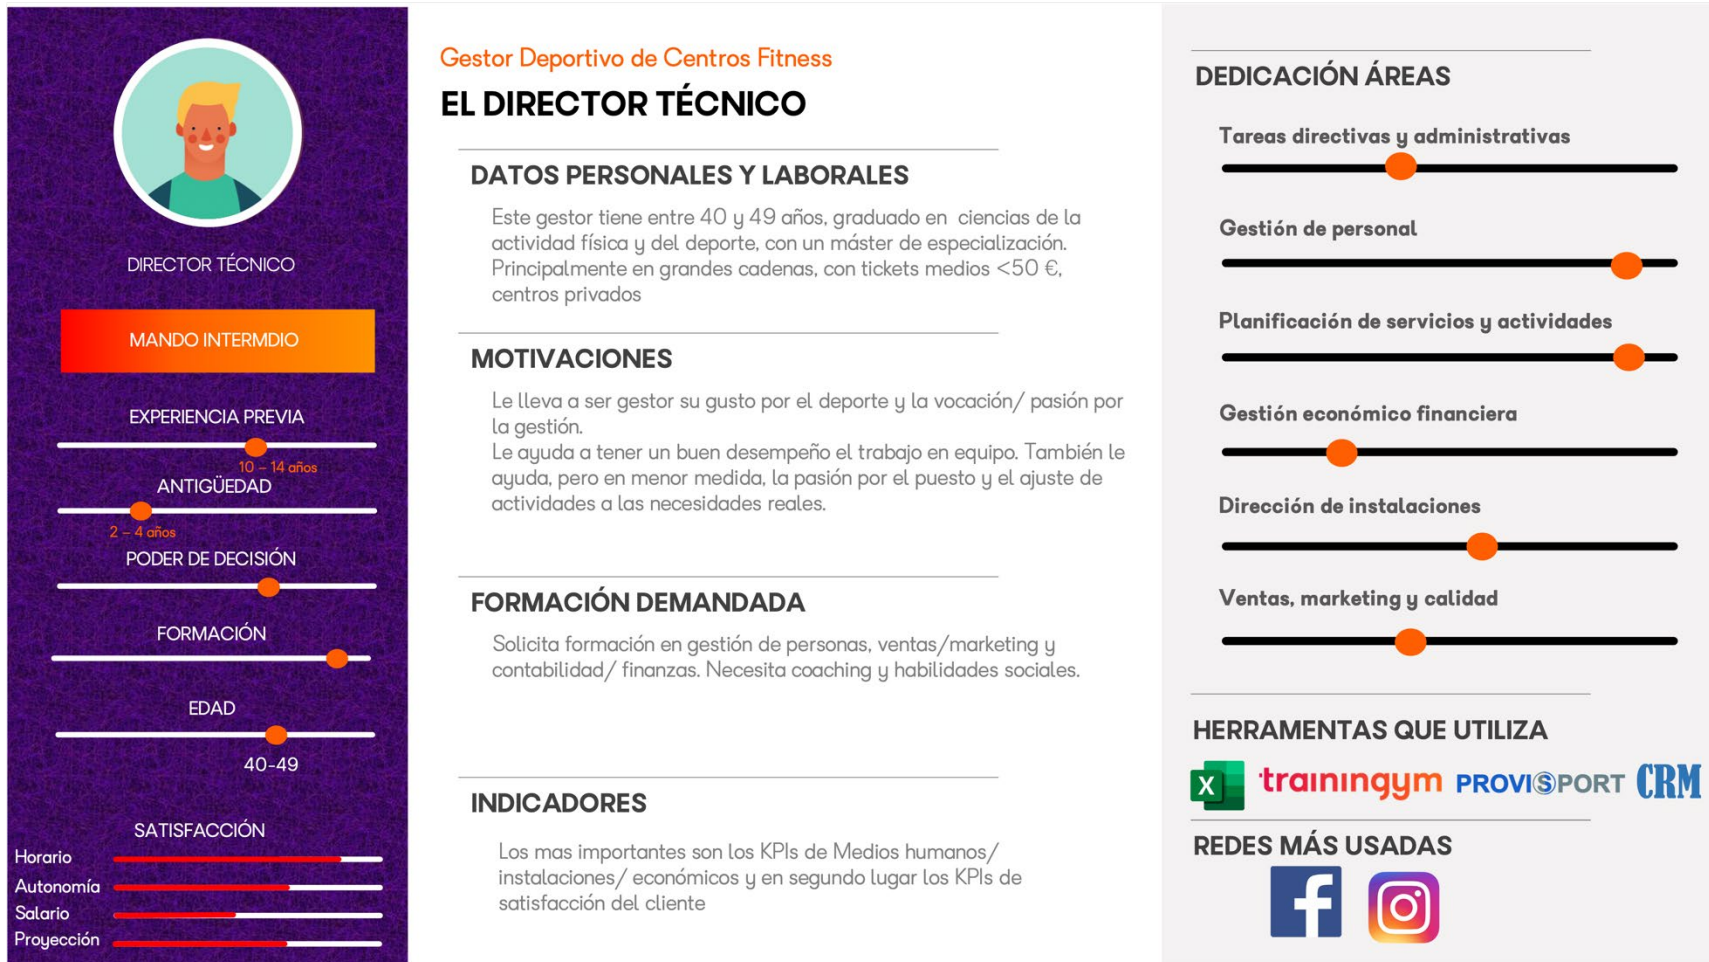 DIRECTOR TÉCNICO
MANDO INTERMDIO
EXPERIENCIA PREVIA
10 – 14 años
ANTIGÜEDAD
2 – 4 años
PODER DE DECISIÓN
FORMACIÓN
EDAD
40-49
SATISFACCIÓN
Horario
Autonomía
Salario
Proyección
Gestor Deportivo de Centros Fitness
EL DIRECTOR TÉCNICO
DATOS PERSONALES Y LABORALES
Este gestor tiene entre 40 y 49 años, graduado en ciencias de la
actividad física y del deporte, con un máster de especialización.
Principalmente en grandes cadenas, con tickets medios <50 €,
centros privados
MOTIVACIONES
Le lleva a ser gestor su gusto por el deporte y la vocación/ pasión por
la gestión.
Le ayuda a tener un buen desempeño el trabajo en equipo. También le
ayuda, pero en menor medida, la pasión por el puesto y el ajuste de
actividades a las necesidades reales.
FORMACIÓN DEMANDADA
Solicita formación en gestión de personas, ventas/marketing y
contabilidad/ finanzas. Necesita coaching y habilidades sociales.
INDICADORES
Los mas importantes son los KPIs de Medios humanos/
instalaciones/ económicos y en segundo lugar los KPIs de
satisfacción del cliente
DEDICACIÓN ÁREAS
Tareas directivas y administrativas
Gestión de personal
Planificación de servicios y actividades
Gestión económico financiera
Dirección de instalaciones
Ventas, marketing y calidad
HERRAMENTAS QUE UTILIZA
X trainingym PROVISPORT CRM
REDES MÁS USADAS
f